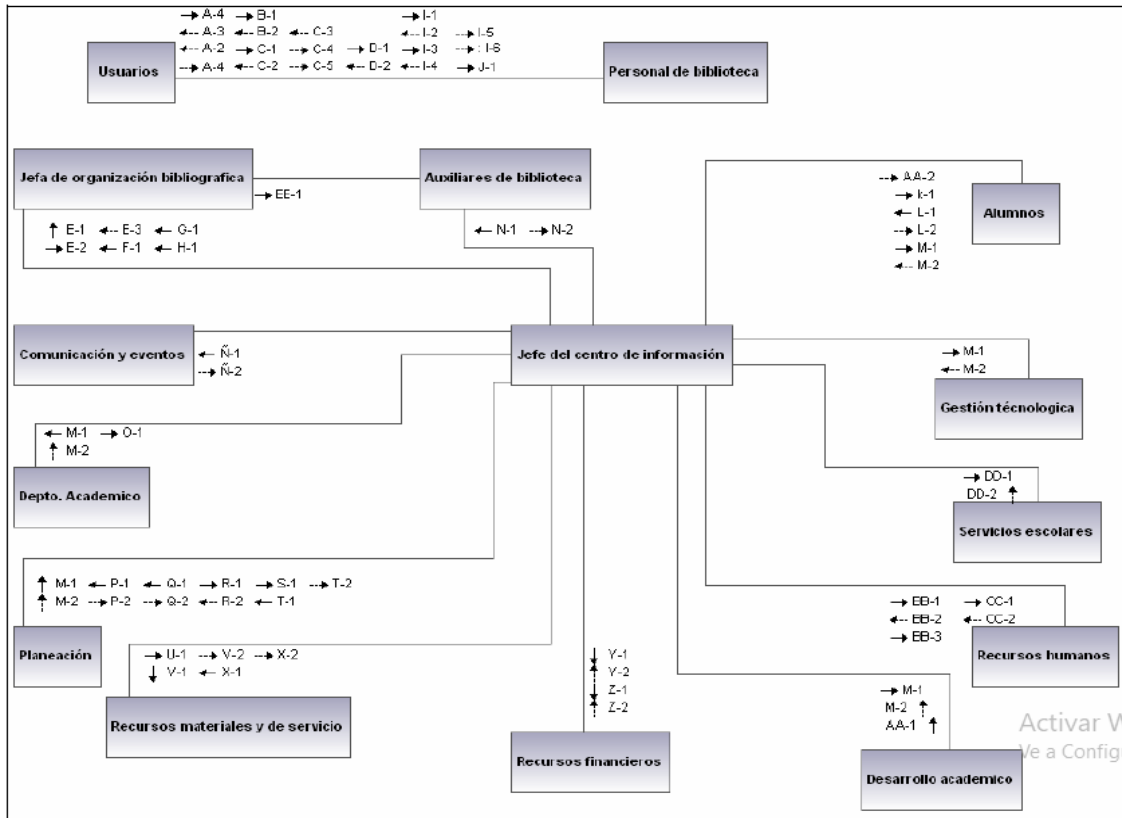 → A-4 → B-1 → I-1
⇠ A-3 ⇠ B-2 ⇠ C-3 ⇠ I-2 ⇢ I-5
⇠ A-2 → C-1 ⇢ C-4 → D-1 → I-3 ⇢ : I-6
⇢ A-4 ← C-2 ⇢ C-5 ⇠ D-2 ⇠ I-4 → J-1
Usuarios
Personal de biblioteca
Jefa de organización bibliografica
→ EE-1
Auxiliares de biblioteca
⇢ AA-2
→ k-1
← L-1
⇢ L-2
→ M-1
⇠ M-2
Alumnos
↑ E-1 ⇠ E-3 ← G-1
→ E-2 ← F-1 ← H-1
← N-1 ⇢ N-2
Comunicación y eventos
← Ñ-1
⇢ Ñ-2
Jefe del centro de información
→ M-1
⇠ M-2
Gestión técnologica
← M-1 → O-1
⇡ M-2
Depto. Academico
→ DD-1
DD-2 ⇡
Servicios escolares
↑ M-1 ← P-1 ← Q-1 → R-1 → S-1 ⇢ T-2
⇡ M-2 ⇢ P-2 ⇢ Q-2 ⇠ R-2 ← T-1
Planeación
→ BB-1 → CC-1
⇠ BB-2 ⇠ CC-2
→ BB-3
Recursos humanos
→ U-1 ⇢ V-2 ⇢ X-2
↓ V-1 ← X-1
Recursos materiales y de servicio
↓ Y-1
⇡ Y-2
↓ Z-1
⇡ Z-2
Recursos financieros
→ M-1
M-2 ⇡
AA-1 ↑
Desarrollo academico
Activar W
Ve a Config